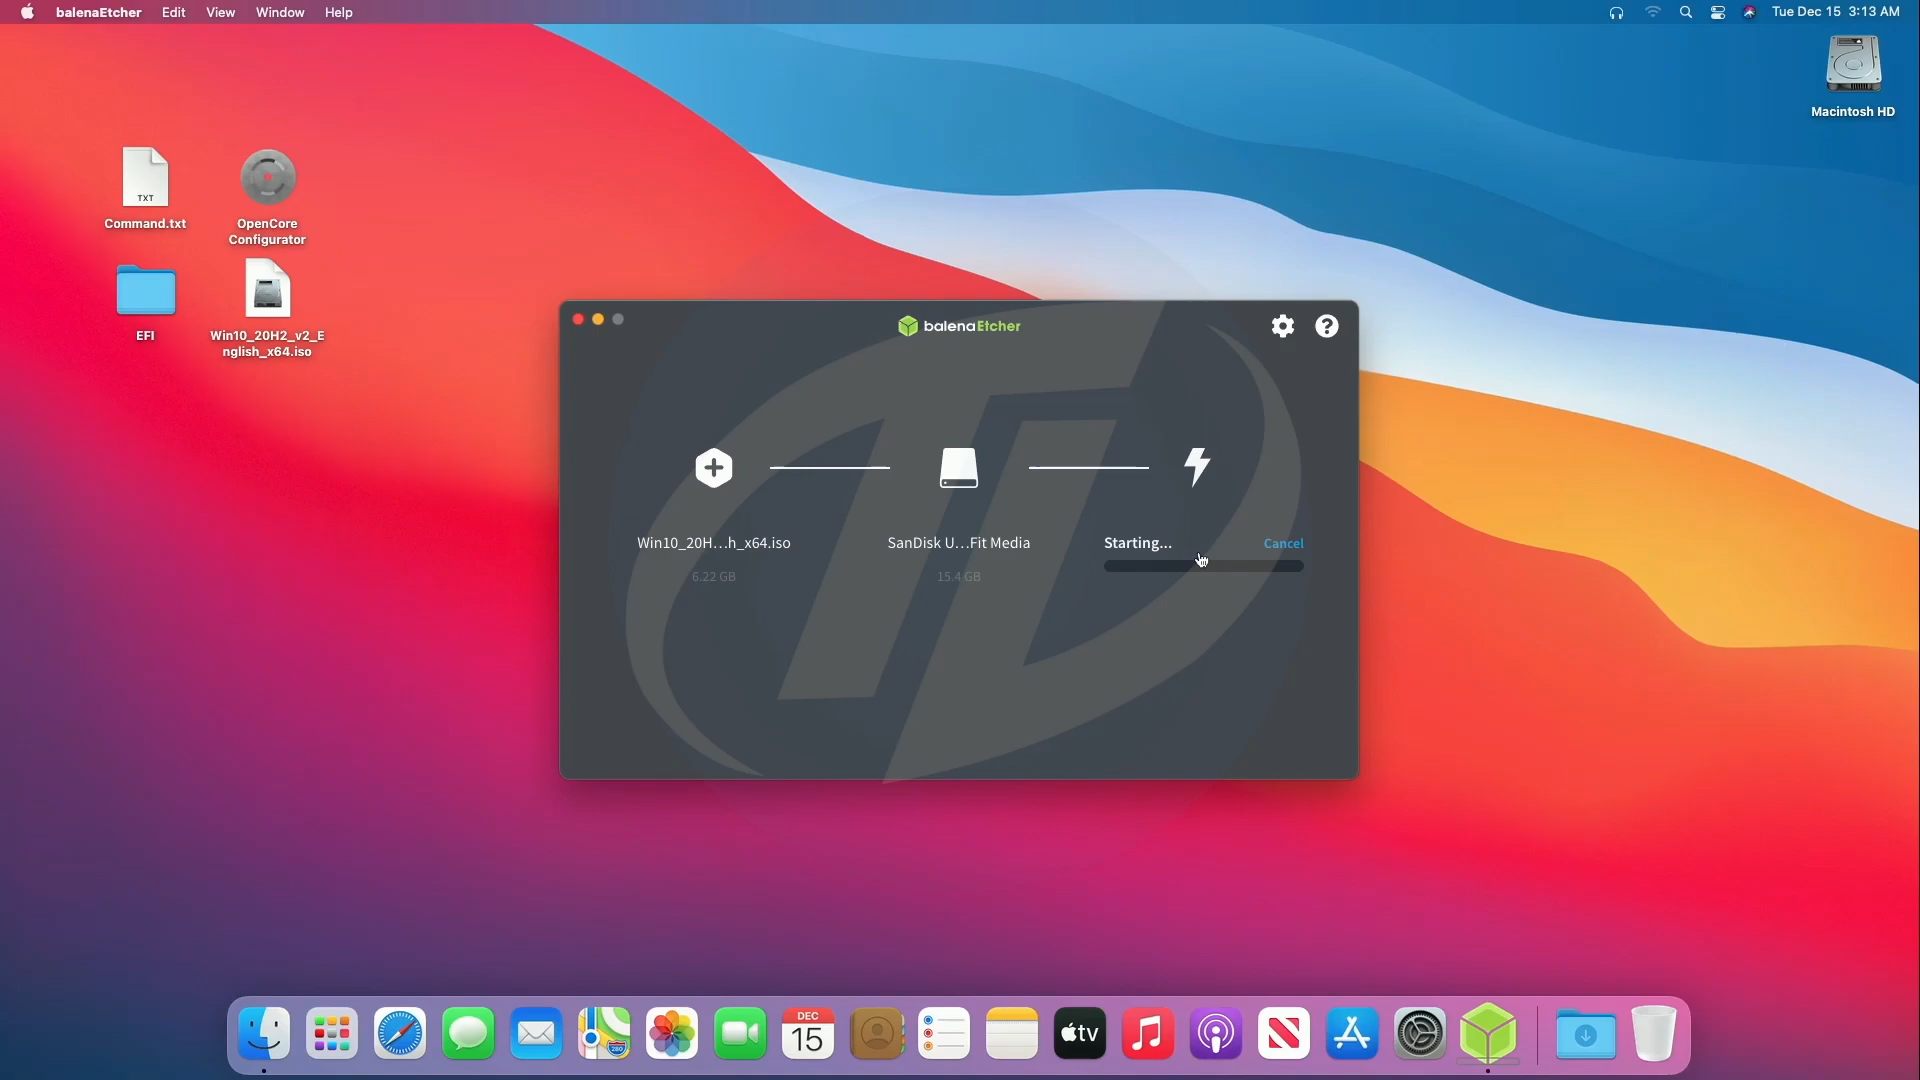 balenaEtcher Edit View Window Help
Tue Dec 15 3:13 AM
Macintosh HD
TXT
Command.txt
OpenCore
Configurator
EFI
Win10_20H2_v2_E
nglish_x64.iso
balenaEtcher
?
Win10_20H...h_x64.iso
SanDisk U...Fit Media
Starting...
Cancel
6.22 GB
15.4 GB
280
DEC
15
tv